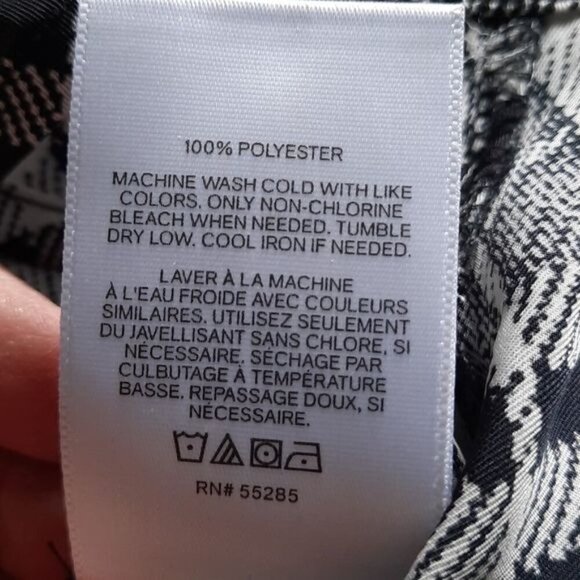 100% POLYESTER
MACHINE WASH COLD WITH LIKE
COLORS. ONLY NON-CHLORINE
BLEACH WHEN NEEDED. TUMBLE
DRY LOW. COOL IRON IF NEEDED.
LAVER À LA MACHINE
À L'EAU FROIDE AVEC COULEURS
SIMILAIRES. UTILISEZ SEULEMENT
DU JAVELLISANT SANS CHLORE, SI
NÉCESSAIRE. SÉCHAGE PAR
CULBUTAGE À TEMPÉRATURE
BASSE. REPASSAGE DOUX, SI
NÉCESSAIRE.
RN# 55285